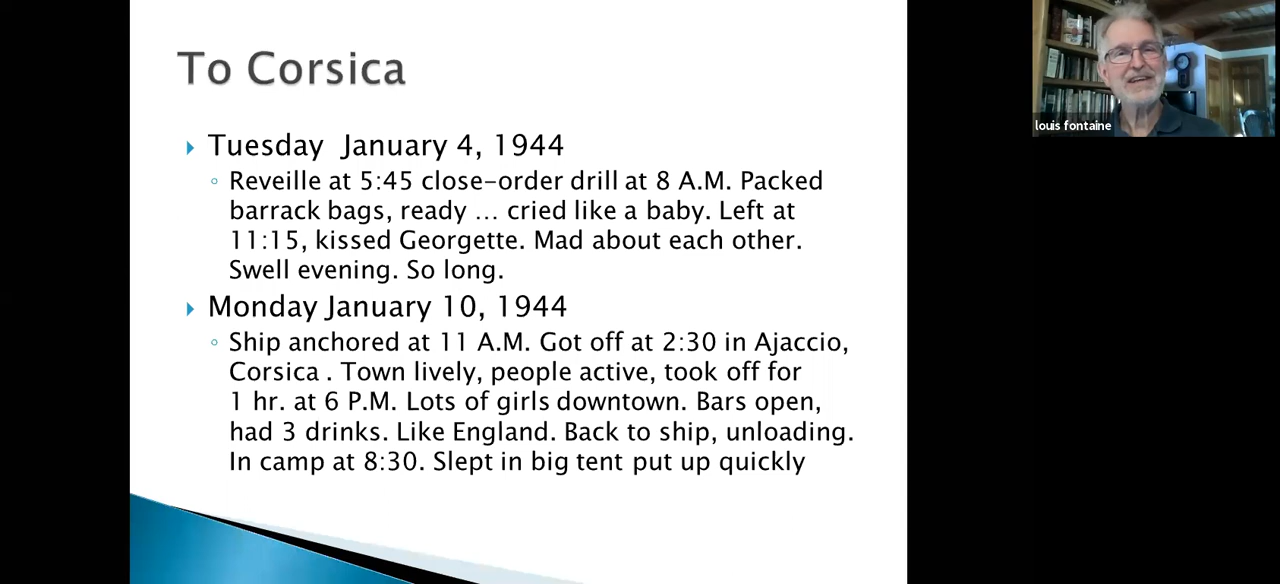 To Corsica
Tuesday January 4, 1944
Reveille at 5:45 close-order drill at 8 A.M. Packed
barrack bags, ready … cried like a baby. Left at
11:15, kissed Georgette. Mad about each other.
Swell evening. So long.
Monday January 10, 1944
Ship anchored at 11 A.M. Got off at 2:30 in Ajaccio,
Corsica . Town lively, people active, took off for
1 hr. at 6 P.M. Lots of girls downtown. Bars open,
had 3 drinks. Like England. Back to ship, unloading.
In camp at 8:30. Slept in big tent put up quickly
louis fontaine